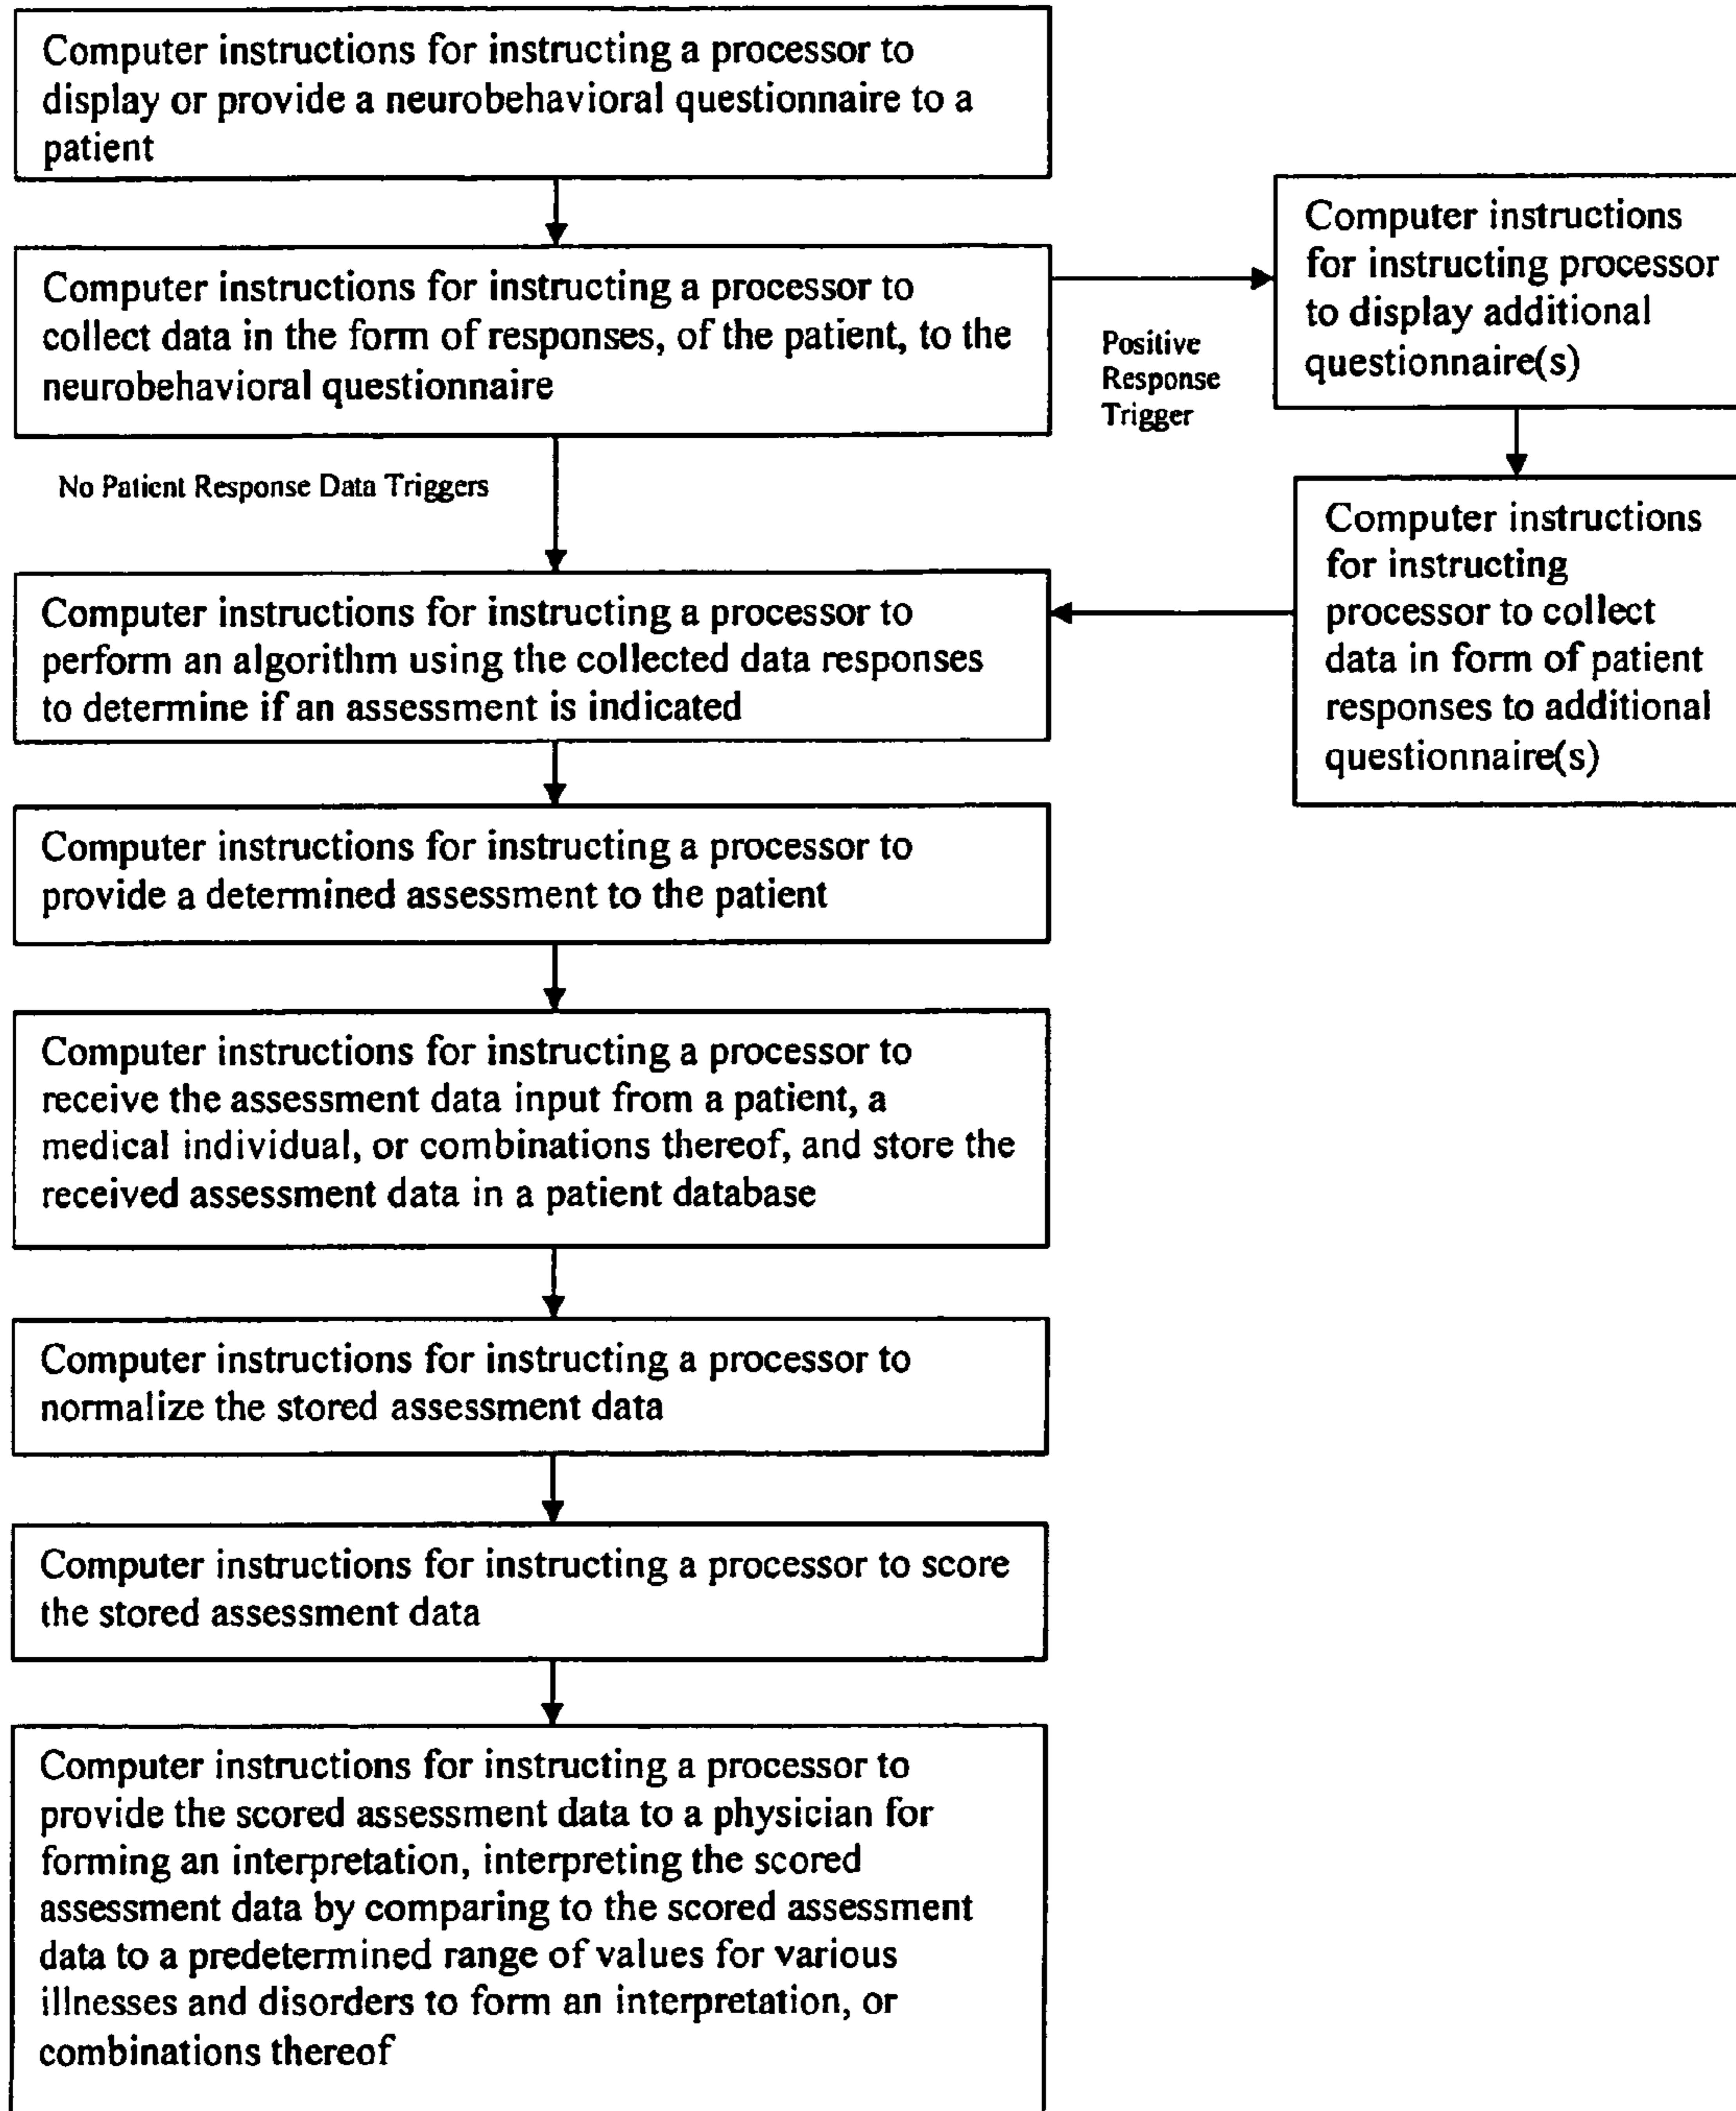 Computer instructions for instructing a processor to
display or provide a neurobehavioral questionnaire to a
patient
Computer instructions for instructing a processor to
collect data in the form of responses, of the patient, to the
neurobehavioral questionnaire
Positive
Response
Trigger
Computer instructions
for instructing processor
to display additional
questionnaire(s)
No Patient Response Data Triggers
Computer instructions
for instructing
processor to collect
data in form of patient
responses to additional
questionnaire(s)
Computer instructions for instructing a processor to
perform an algorithm using the collected data responses
to determine if an assessment is indicated
Computer instructions for instructing a processor to
provide a determined assessment to the patient
Computer instructions for instructing a processor to
receive the assessment data input from a patient, a
medical individual, or combinations thereof, and store the
received assessment data in a patient database
Computer instructions for instructing a processor to
normalize the stored assessment data
Computer instructions for instructing a processor to score
the stored assessment data
Computer instructions for instructing a processor to
provide the scored assessment data to a physician for
forming an interpretation, interpreting the scored
assessment data by comparing to the scored assessment
data to a predetermined range of values for various
illnesses and disorders to form an interpretation, or
combinations thereof